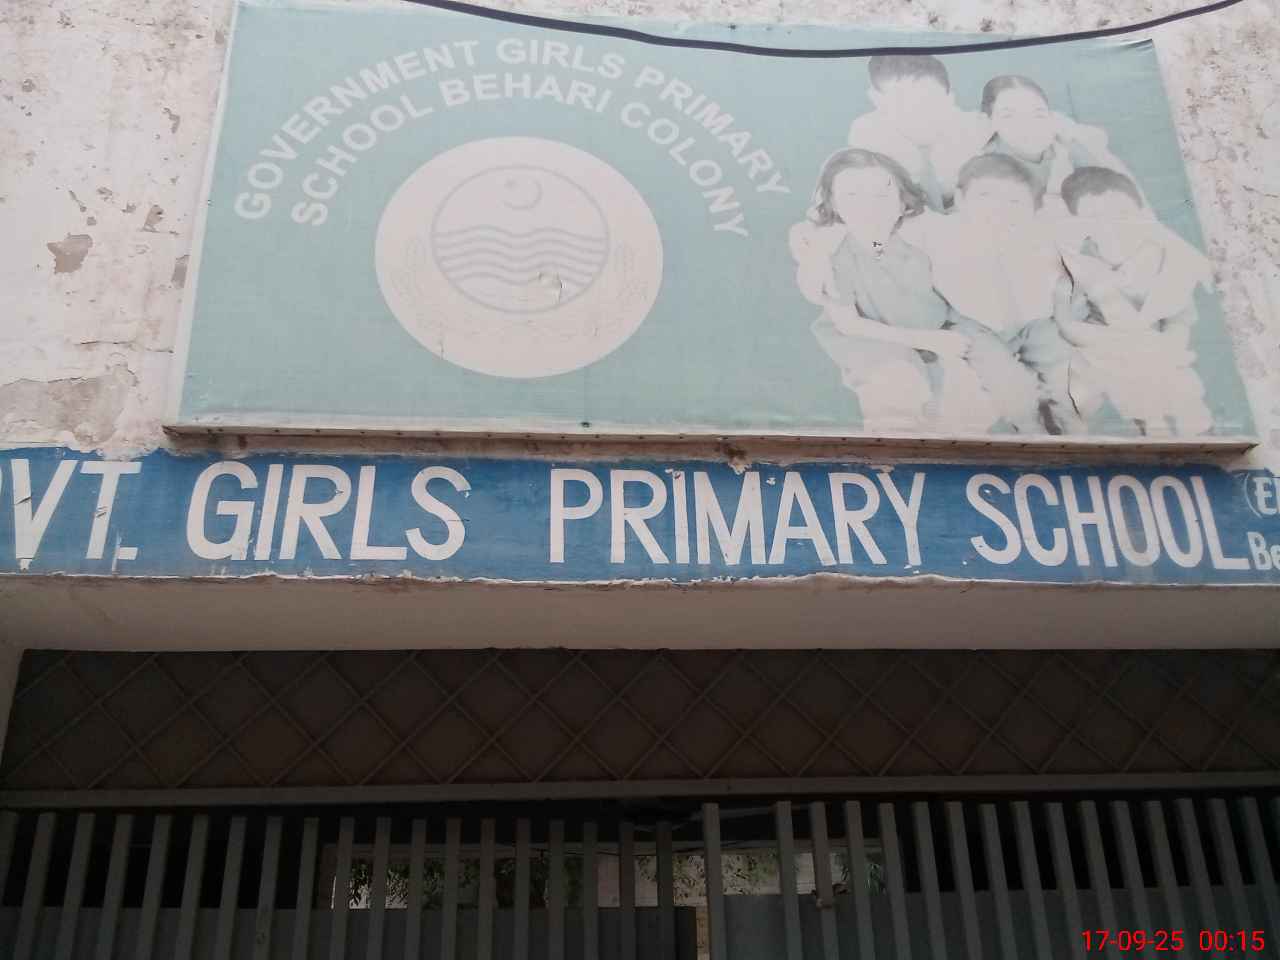 GOVERNMENT GIRLS PRIMARY
SCHOOL BEHARI COLONY
VT. GIRLS PRIMARY SCHOOL
17-09-25 00:15